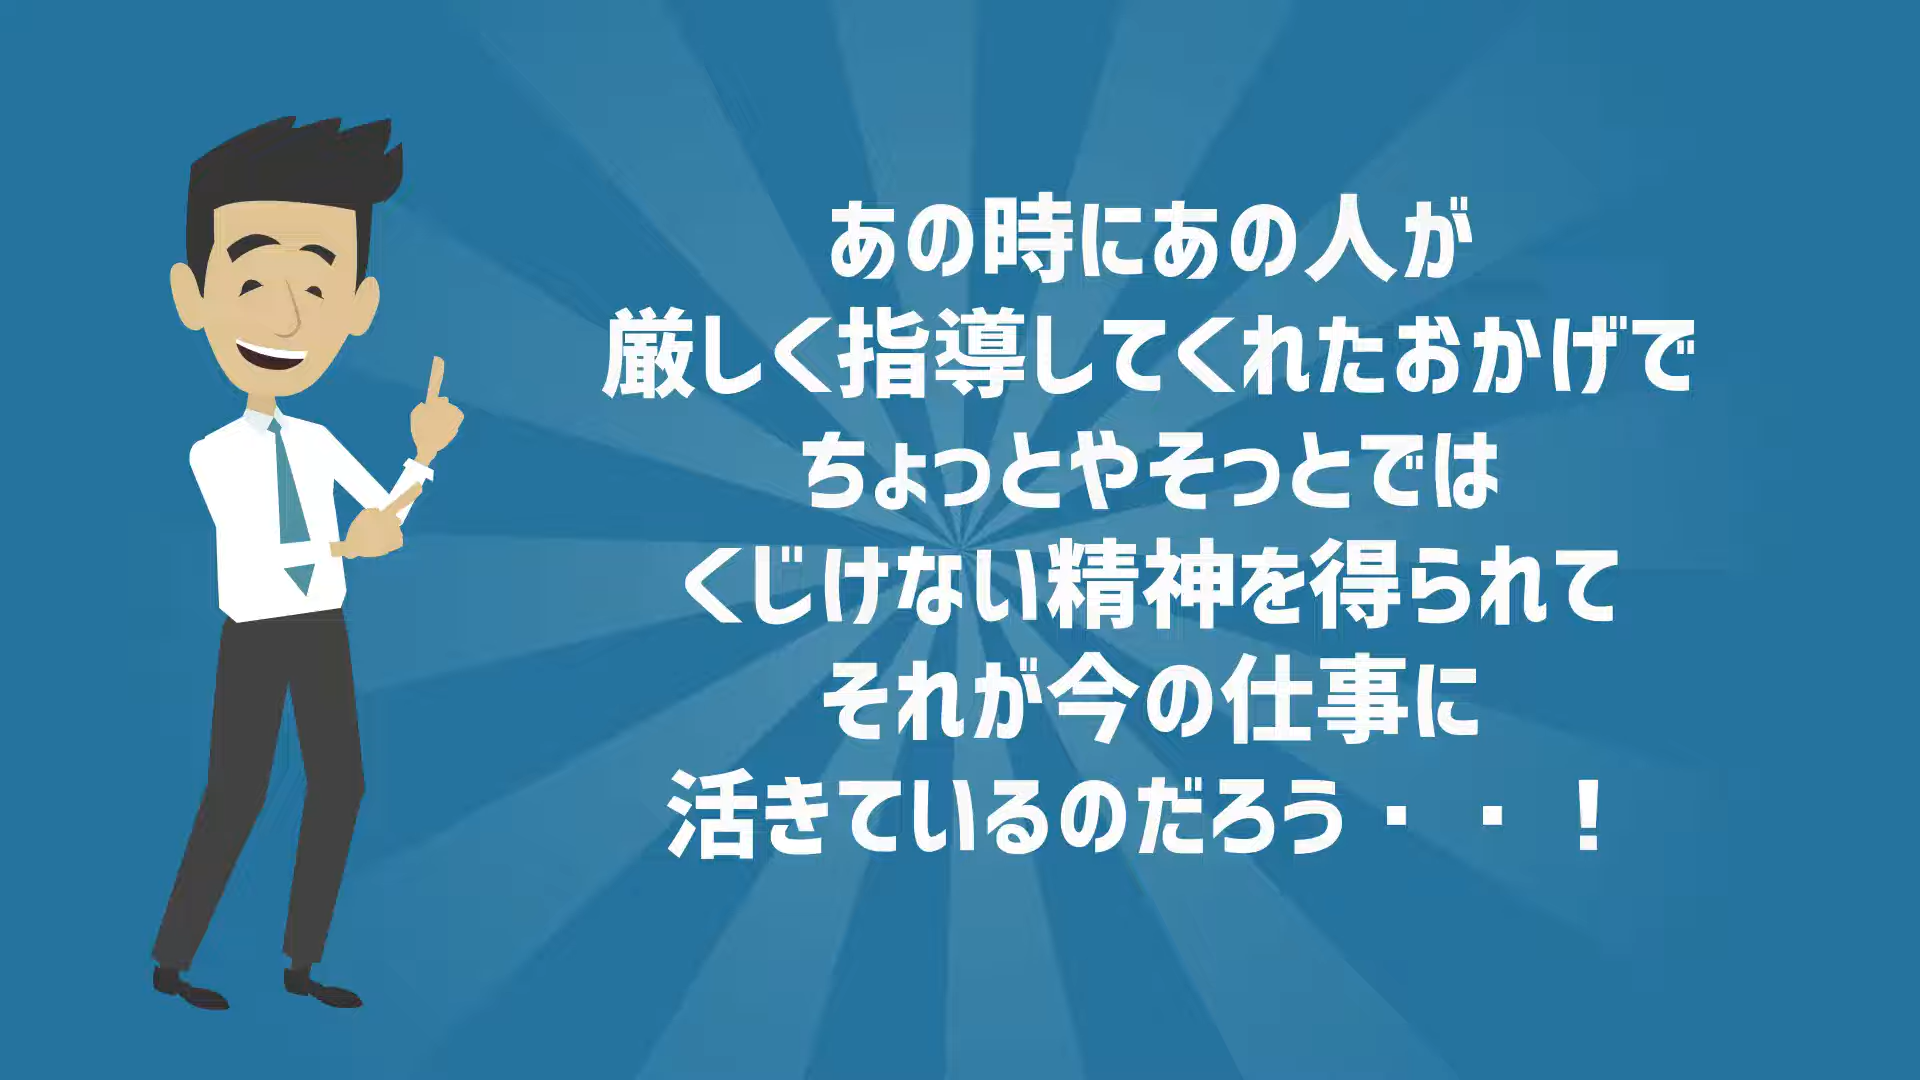 あの時にあの人が
厳しく指導してくれたおかげで
ちょっとやそっとでは
くじけない精神を得られて
それが今の仕事に
活きているのだろう・・！